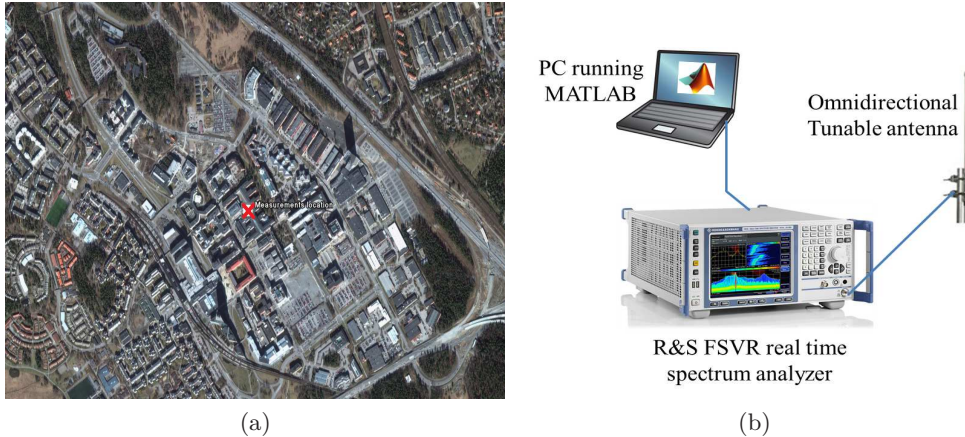 Measurements location
PC running
MATLAB
Omnidirectional
Tunable antenna
R&S FSVR real time
spectrum analyzer
(a)
(b)